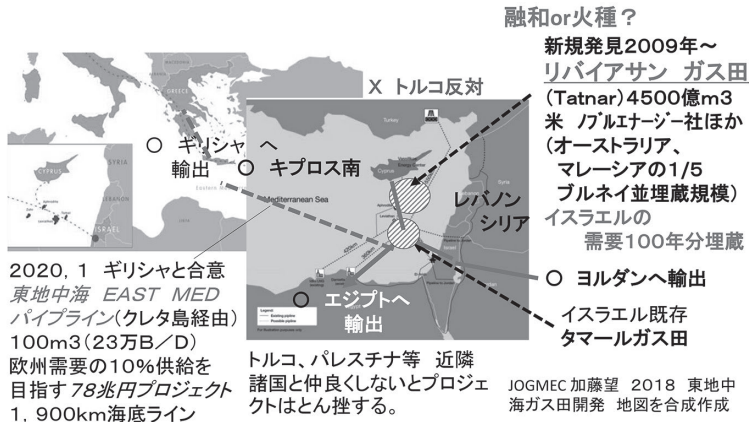 融和or火種?
新規発見2009年~
リバイアサン ガス田
(Tatnar)4500億m3
米 ノブルエナージー社ほか
(オーストラリア、
マレーシアの1/5
ブルネイ並埋蔵規模)
イスラエルの
需要100年分埋蔵
X トルコ反対
○ ギリシャ へ
輸出
○ キプロス南
レバノン
シリア
GREECE
CYPRUS
SYRIA
LEBANON
ISRAEL
Turkey
Cyprus
Syria
Mediterranean Sea
Legend
○ エジプトへ
輸出
○ ヨルダンへ輸出
イスラエル既存
タマールガス田
2020, 1 ギリシャと合意
東地中海 EAST MED
パイプライン(クレタ島経由)
100m3(23万B/D)
欧州需要の10%供給を
目指す78兆円プロジェクト
1, 900km海底ライン
トルコ、パレスチナ等 近隣
諸国と仲良くしないとプロジェ
クトはとん挫する。
JOGMEC 加藤望 2018 東地中
海ガス田開発 地図を合成作成